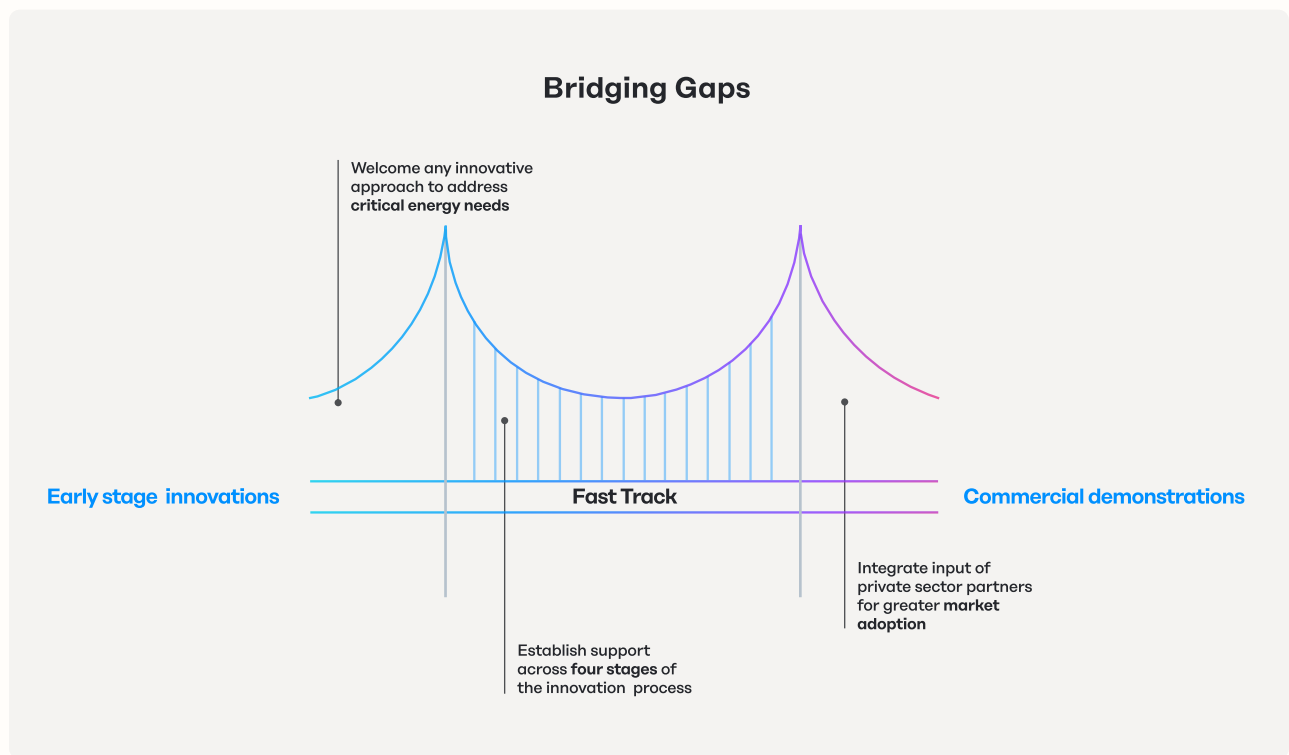 Bridging Gaps
Welcome any innovative
approach to address
critical energy needs
Early stage innovations
Fast Track
Commercial demonstrations
Integrate input of
private sector partners
for greater market
adoption
Establish support
across four stages of
the innovation process